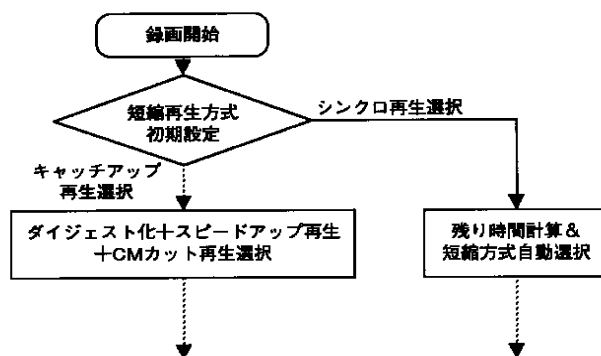 録画開始
短縮再生方式
初期設定
シンクロ再生選択
キャッチアップ
再生選択
ダイジェスト化＋スピードアップ再生
＋CMカット再生選択
残り時間計算＆
短縮方式自動選択